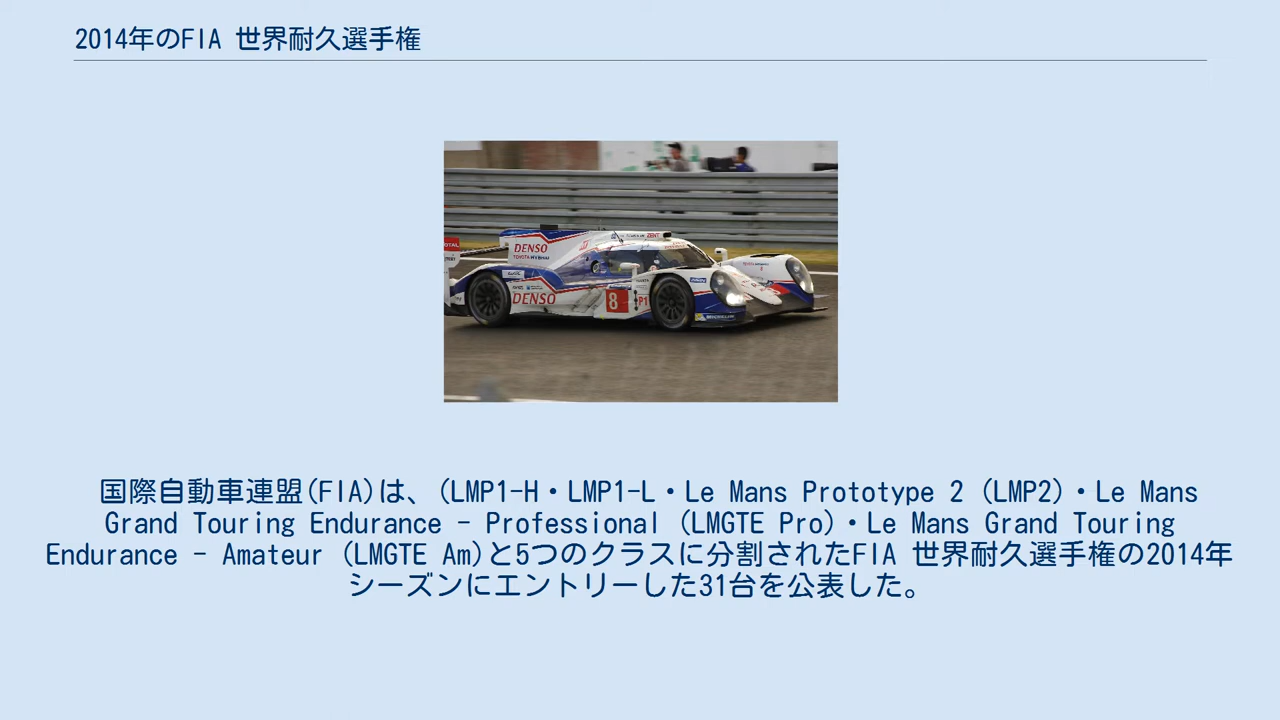 2014年のFIA 世界耐久選手権
DENSO
DENSO
8
P1
国際自動車連盟(FIA)は、(LMP1-H・LMP1-L・Le Mans Prototype 2 (LMP2)・Le Mans
Grand Touring Endurance - Professional (LMGTE Pro)・Le Mans Grand Touring
Endurance - Amateur (LMGTE Am)と5つのクラスに分割されたFIA 世界耐久選手権の2014年
シーズンにエントリーした31台を公表した。